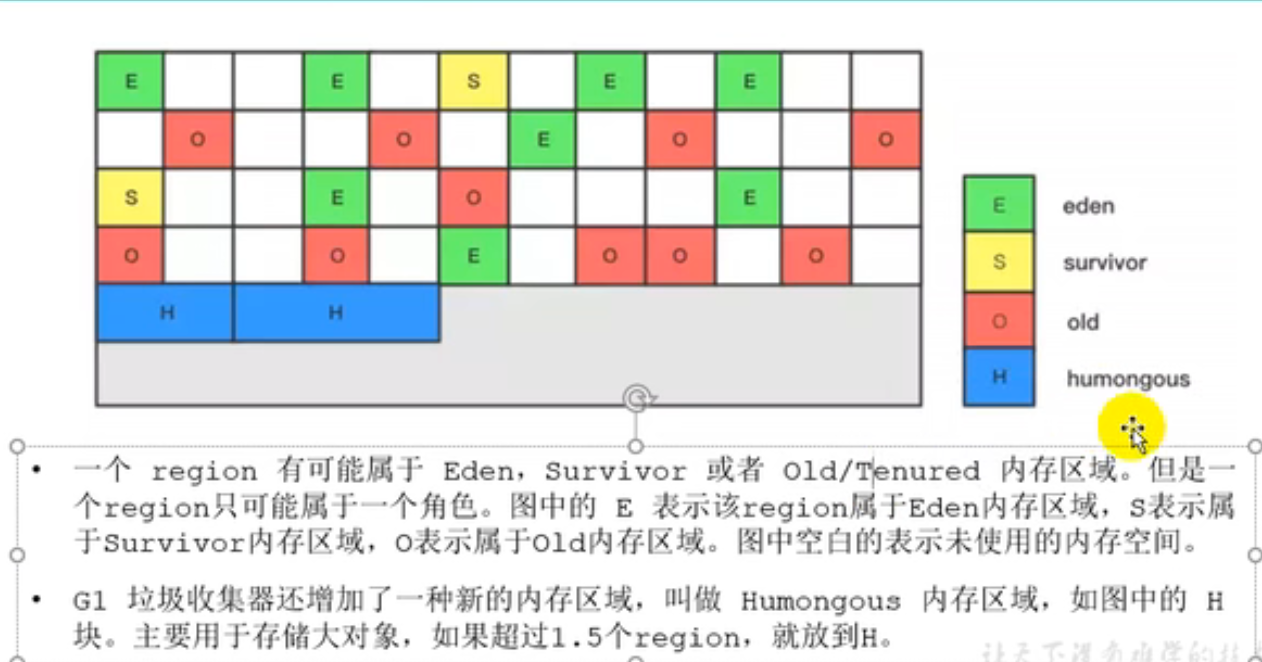 E E S E E
O O E O O
S E O E
O O E O O O
H H
E eden
S survivor
O old
H humongous
• 一个 region 有可能属于 Eden，Survivor 或者 Old/Tenured 内存区域。但是一
个region只可能属于一个角色。图中的 E 表示该region属于Eden内存区域，S表示属
于Survivor内存区域，O表示属于Old内存区域。图中空白的表示未使用的内存空间。
• G1 垃圾收集器还增加了一种新的内存区域，叫做 Humongous 内存区域，如图中的 H
块。主要用于存储大对象，如果超过1.5个region，就放到H。